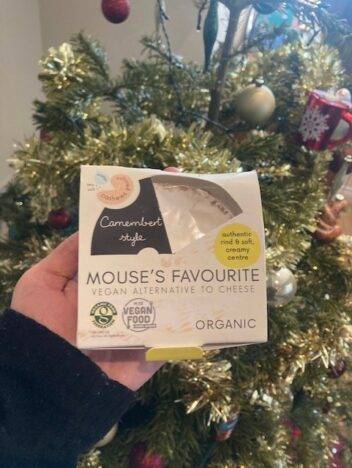 Camembert
style
authentic
rind & soft,
creamy
centre
MOUSE'S FAVOURITE
VEGAN ALTERNATIVE TO CHEESE
VEGAN
FOOD
ORGANIC